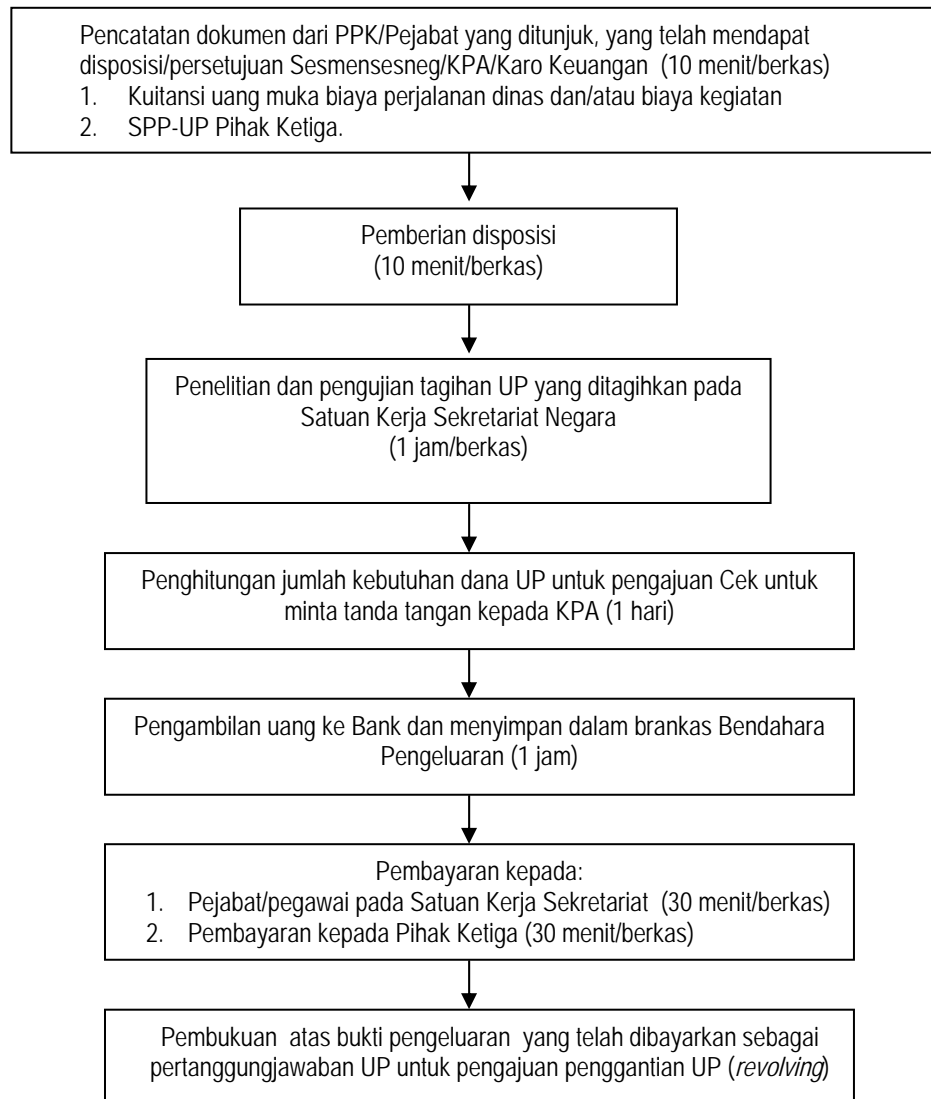 Pencatatan dokumen dari PPK/Pejabat yang ditunjuk, yang telah mendapat
disposisi/persetujuan Sesmensesneg/KPA/Karo Keuangan (10 menit/berkas)
1. Kuitansi uang muka biaya perjalanan dinas dan/atau biaya kegiatan
2. SPP-UP Pihak Ketiga.
Pemberian disposisi
(10 menit/berkas)
Penelitian dan pengujian tagihan UP yang ditagihkan pada
Satuan Kerja Sekretariat Negara
(1 jam/berkas)
Penghitungan jumlah kebutuhan dana UP untuk pengajuan Cek untuk
minta tanda tangan kepada KPA (1 hari)
Pengambilan uang ke Bank dan menyimpan dalam brankas Bendahara
Pengeluaran (1 jam)
Pembayaran kepada:
1. Pejabat/pegawai pada Satuan Kerja Sekretariat (30 menit/berkas)
2. Pembayaran kepada Pihak Ketiga (30 menit/berkas)
Pembukuan atas bukti pengeluaran yang telah dibayarkan sebagai
pertanggungjawaban UP untuk pengajuan penggantian UP (revolving)